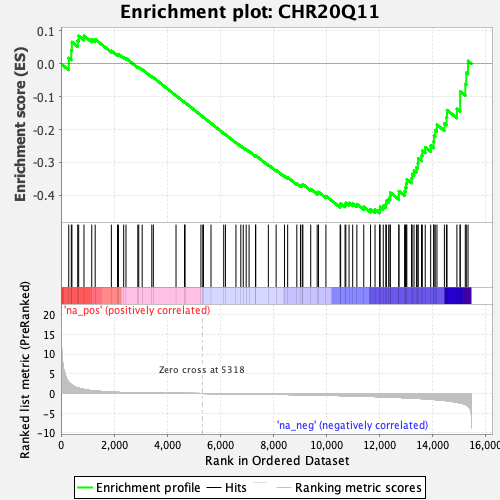 Enrichment plot: CHR20Q11
Enrichment score (ES)
0.1
0.0
-0.1
-0.2
-0.3
-0.4
'na_pos' (positively correlated)
Ranked list metric (PreRanked)
20
15
10
5
0
-5
-10
Zero cross at 5318
'na_neg' (negatively correlated)
0
2,000
4,000
6,000
8,000
10,000
12,000
14,000
16,000
Rank in Ordered Dataset
Enrichment profile
Hits
Ranking metric scores